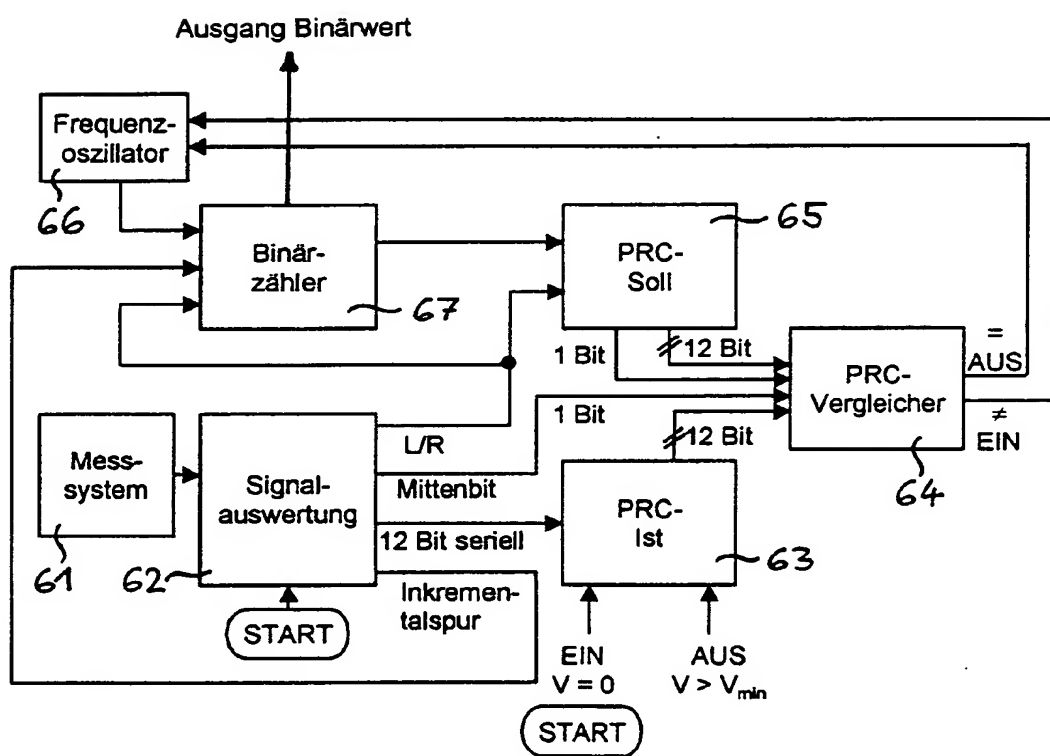 Ausgang Binärwert
Frequenz-
oszillator
66
Binär-
zähler
67
PRC-
Soll
65
1 Bit
12 Bit
=
AUS
PRC-
Vergleicher
≠
EIN
64
1 Bit
12 Bit
L/R
Mittenbit
Mess-
system
61
Signal-
auswertung
62
12 Bit seriell
PRC-
Ist
63
Inkremen-
talspur
START
EIN
V = 0
AUS
V > Vmin
START